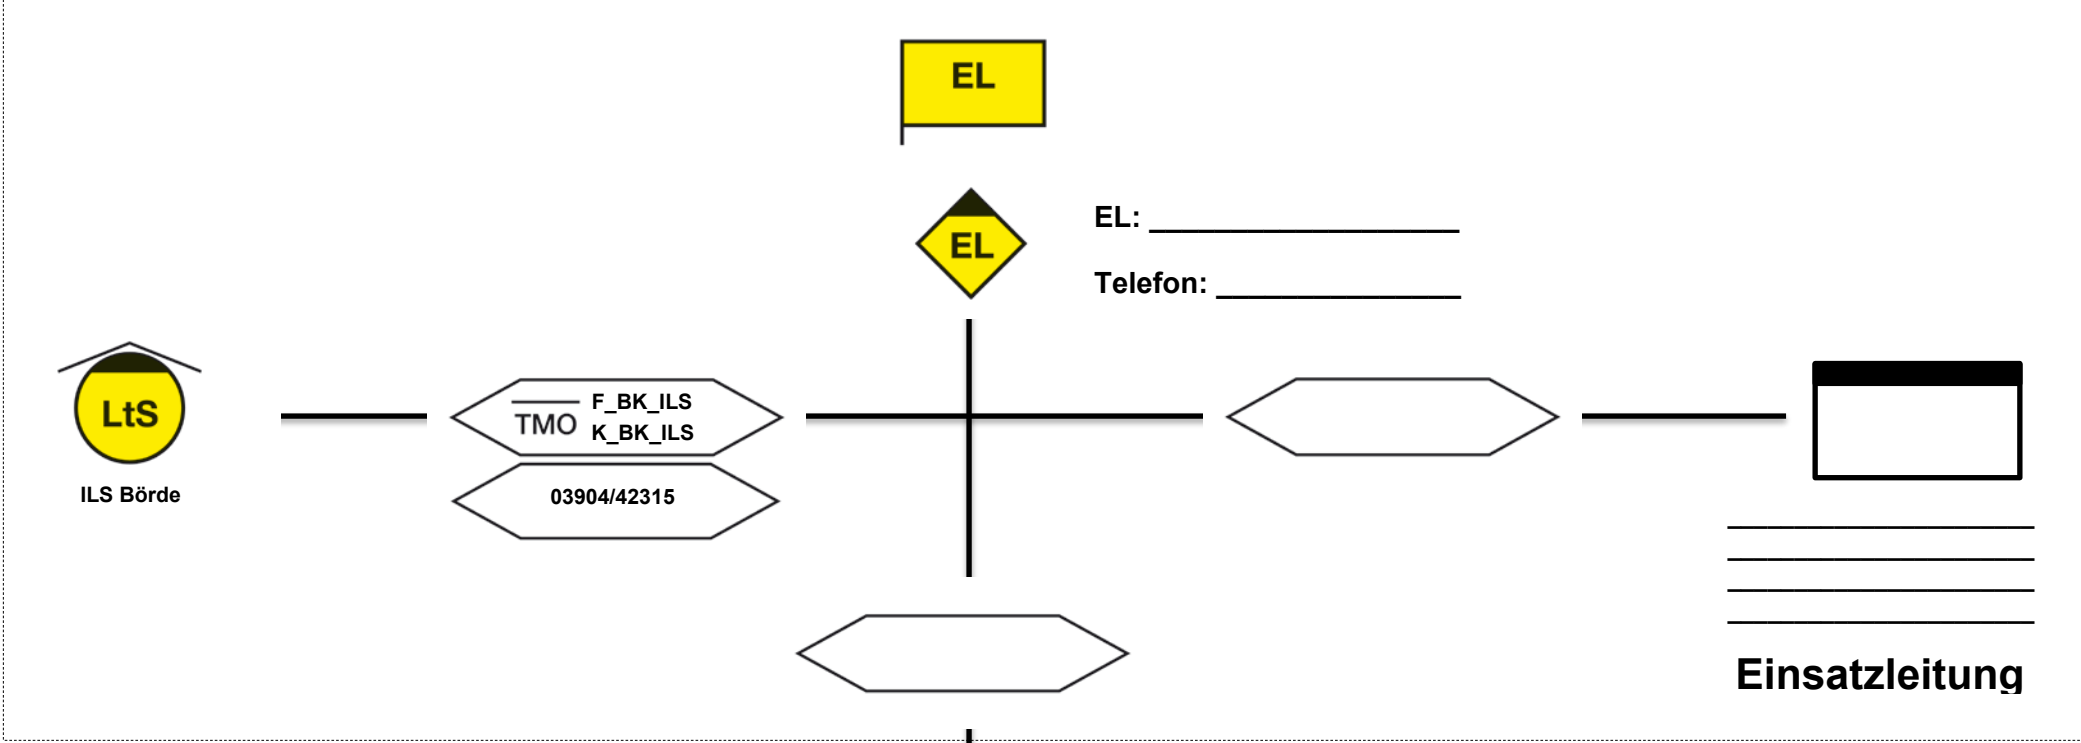 EL
EL
EL: ___________________
Telefon: _______________
LtS
ILS Börde
TMO
F_BK_ILS
K_BK_ILS
03904/42315
Einsatzleitung